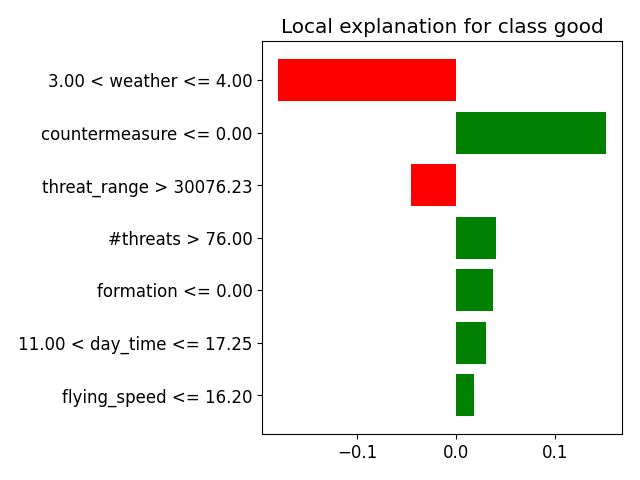 Local explanation for class good
3.00 < weather <= 4.00
countermeasure <= 0.00
threat_range > 30076.23
#threats > 76.00
formation <= 0.00
11.00 < day_time <= 17.25
flying_speed <= 16.20
−0.1 0.0 0.1